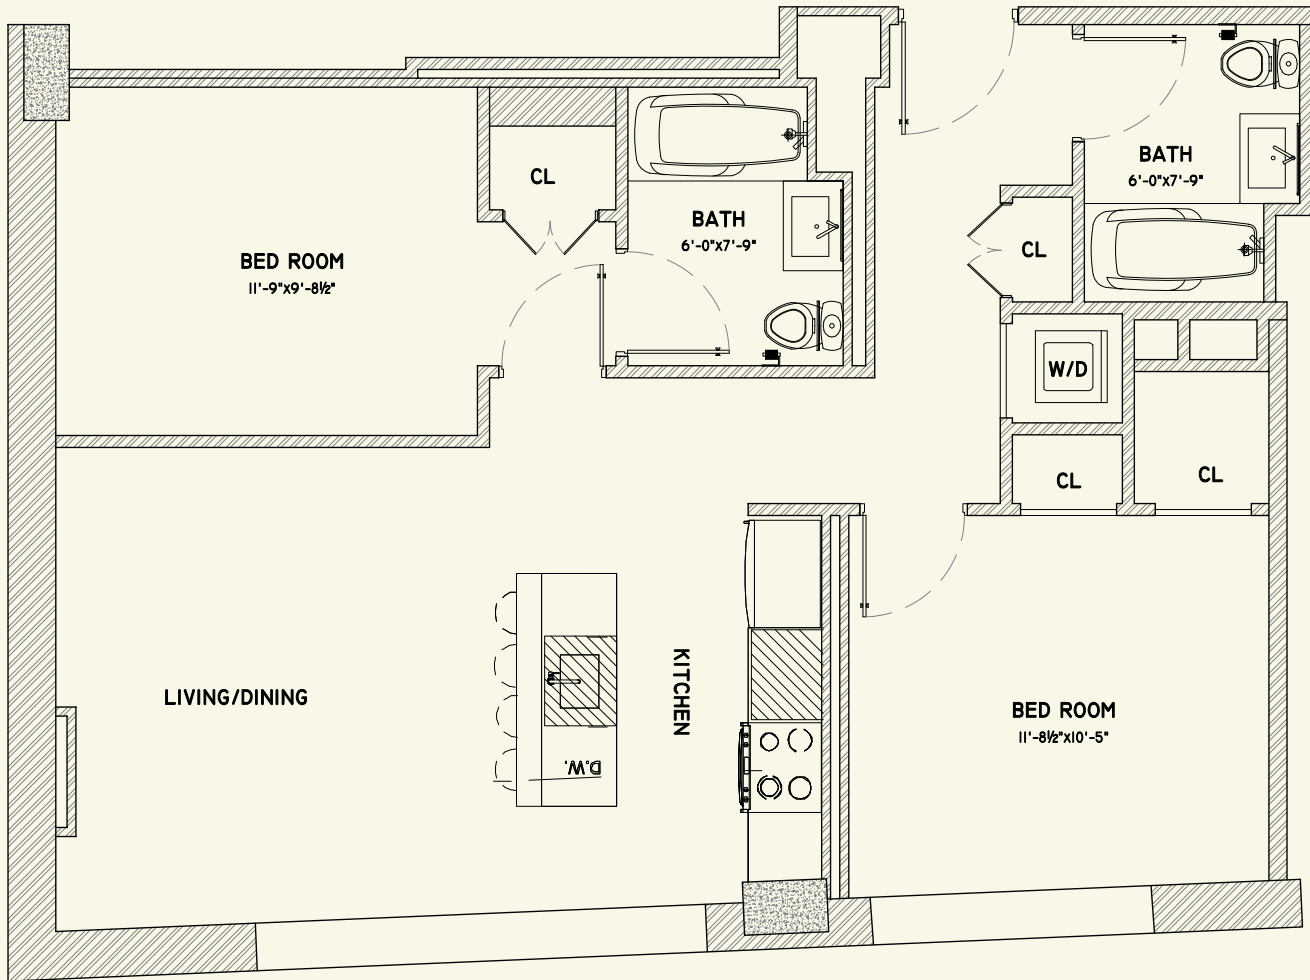 BATH
6'-0"x7'-9"
CL
BATH
6'-0"x7'-9"
CL
BED ROOM
11'-9"x9'-8½"
W/D
CL
CL
KITCHEN
LIVING/DINING
BED ROOM
11'-8½"x10'-5"
D.W.